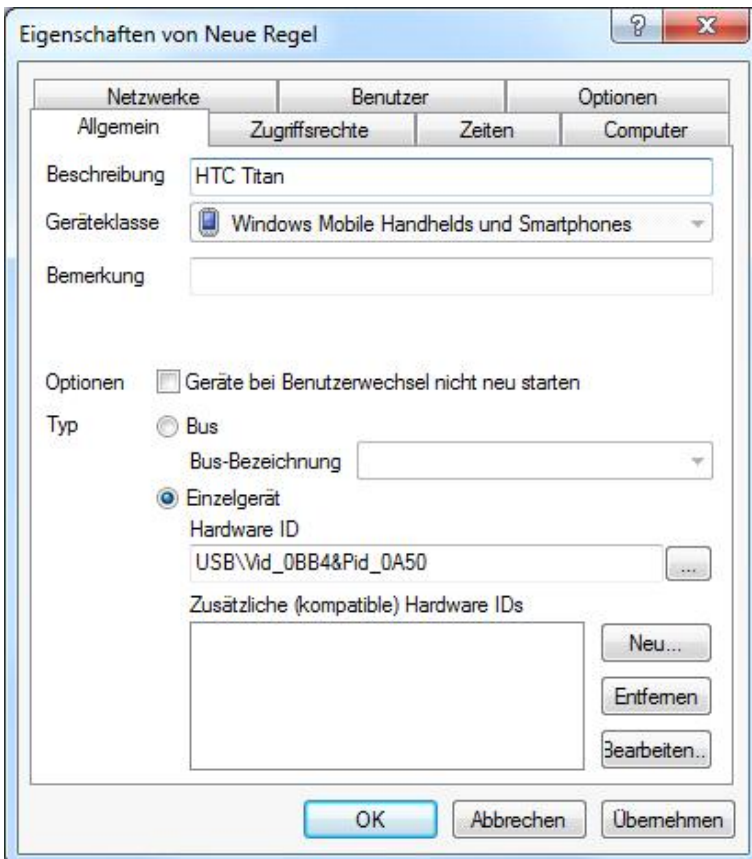 Eigenschaften von Neue Regel
Netzwerke Benutzer Optionen
Allgemein Zugriffsrechte Zeiten Computer
Beschreibung HTC Titan
Geräteklasse Windows Mobile Handhelds und Smartphones
Bemerkung
Optionen Geräte bei Benutzerwechsel nicht neu starten
Typ Bus
Bus-Bezeichnung
Einzelgerät
Hardware ID
USB\Vid_0BB4&Pid_0A50 ...
Zusätzliche (kompatible) Hardware IDs
Neu...
Entfernen
Bearbeiten..
OK Abbrechen Übernehmen